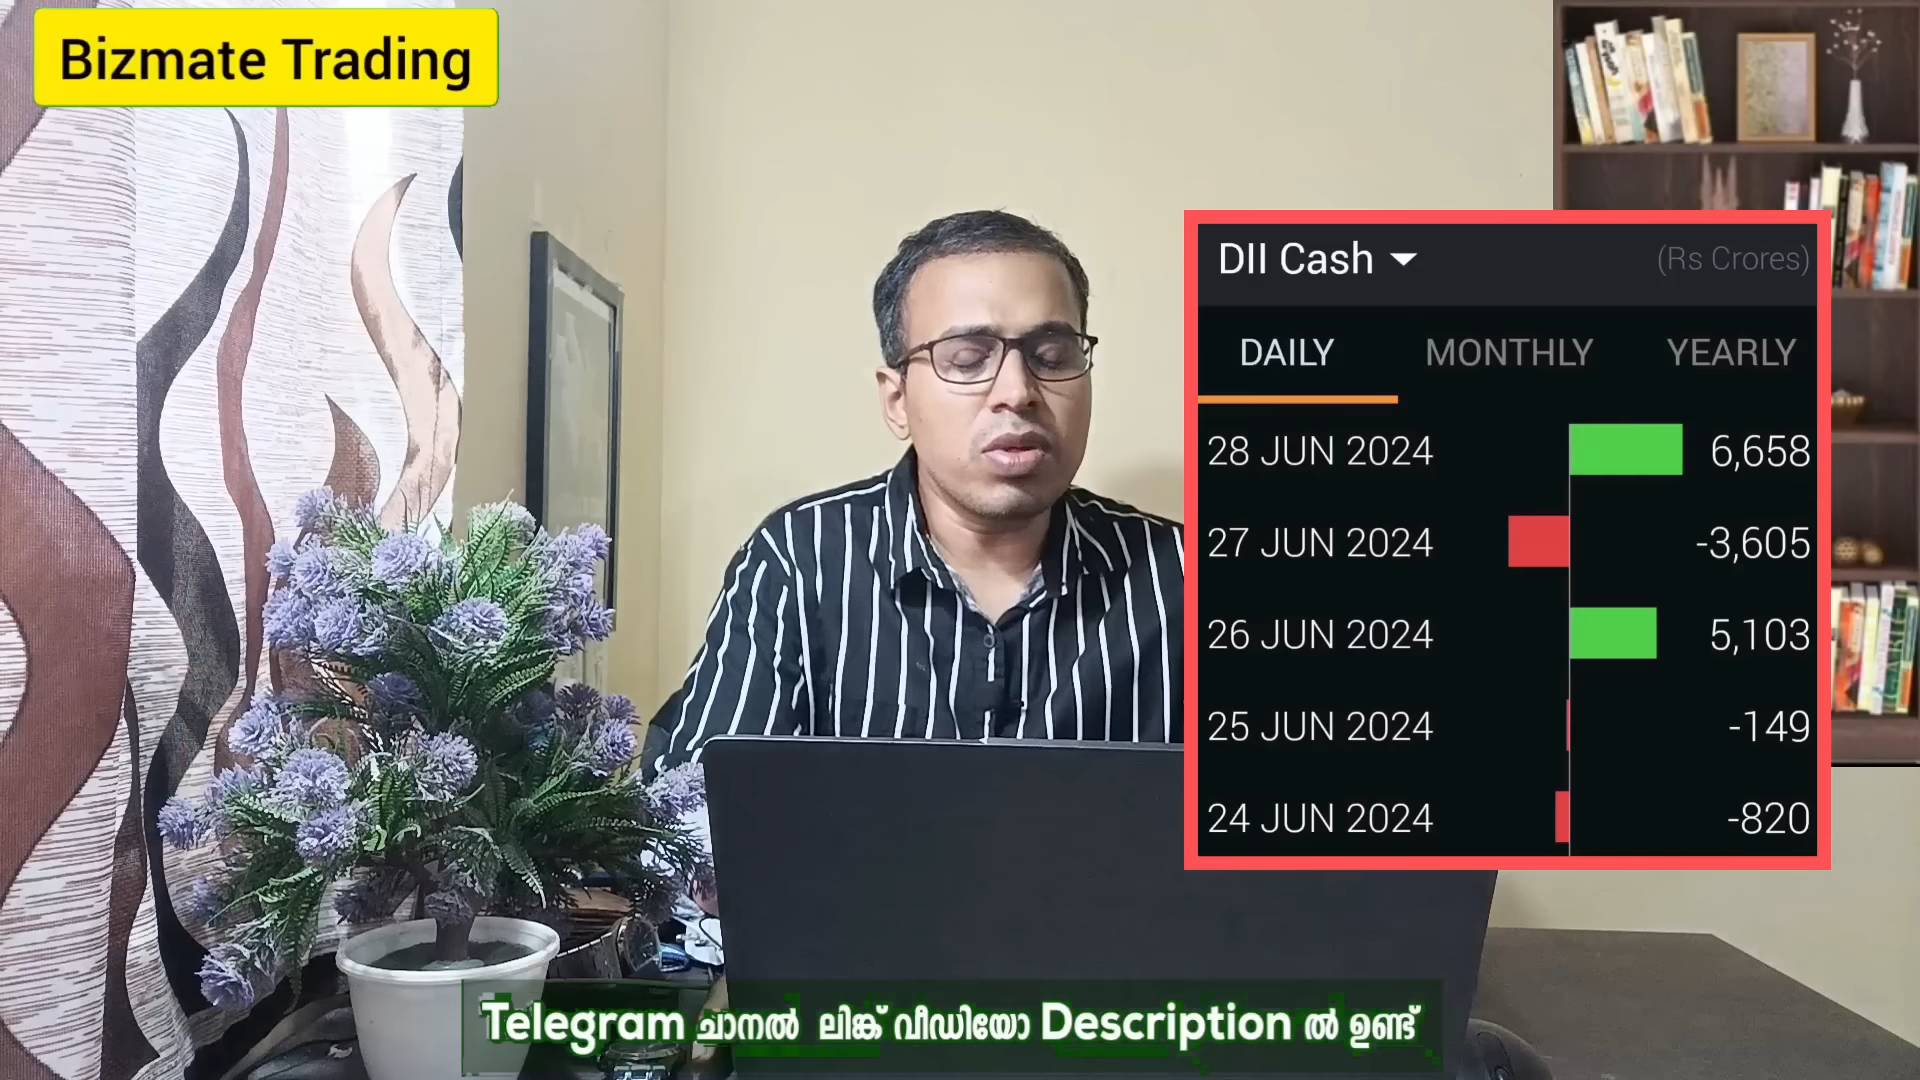 Bizmate Trading
DII Cash
(Rs Crores)
DAILY MONTHLY YEARLY
28 JUN 2024 6,658
27 JUN 2024 -3,605
26 JUN 2024 5,103
25 JUN 2024 -149
24 JUN 2024 -820
Telegram ചാനൽ ലിങ്ക് വീഡിയോ Description ൽ ഉണ്ട്